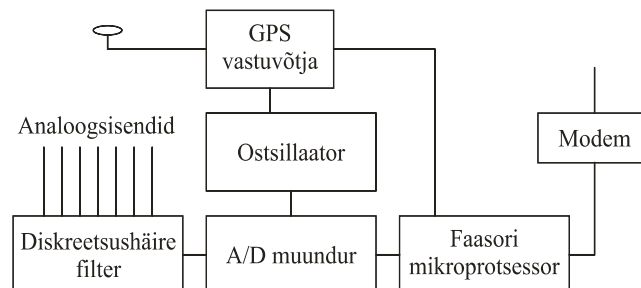 GPS
vastuvõtja
Analoogsisendid
Ostsillaator
Modem
Diskreetsushäire
filter
A/D muundur
Faasori
mikroprotsessor